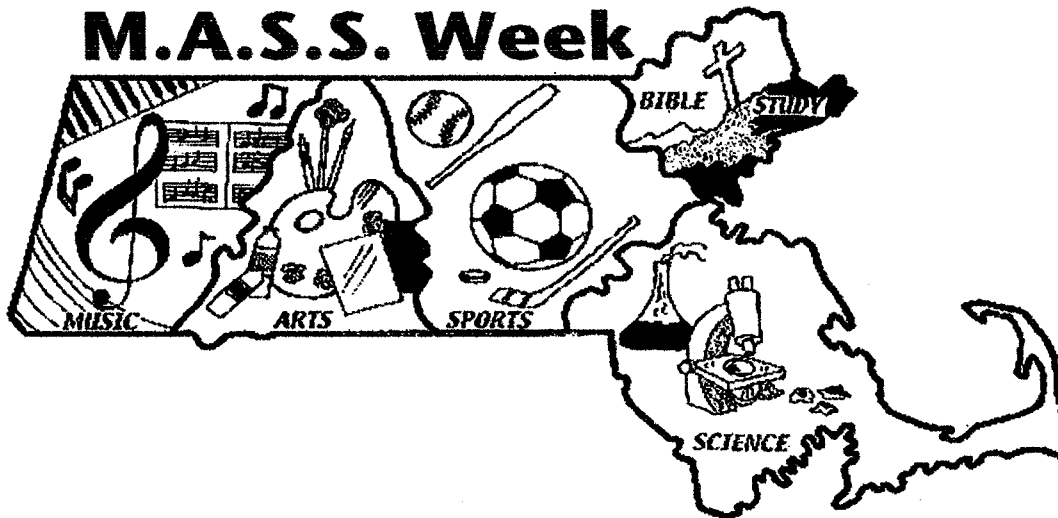 M.A.S.S. Week
BIBLE STUDY
MUSIC
ARTS
SPORTS
SCIENCE